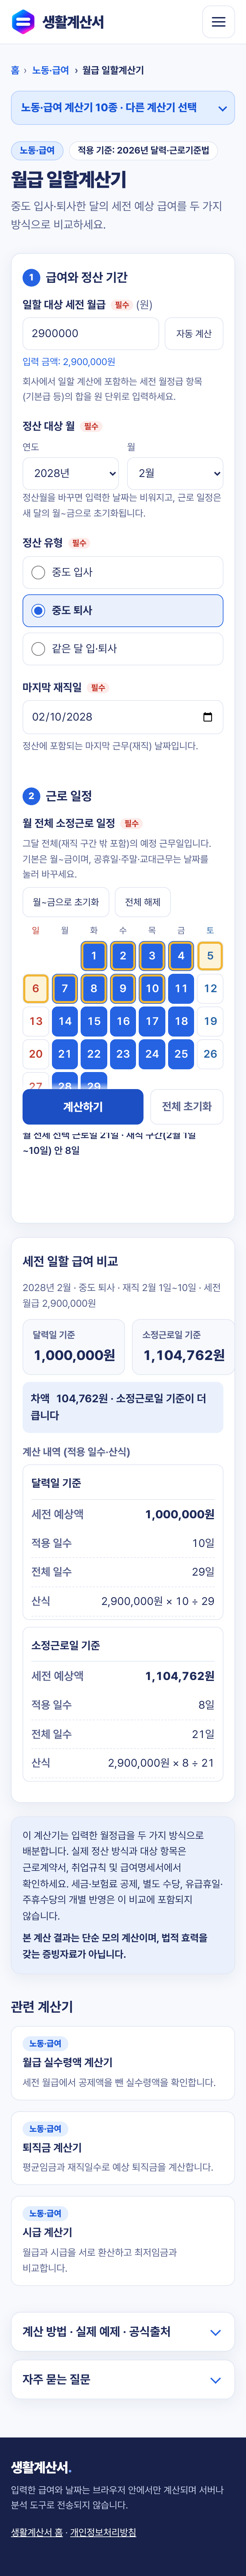 생활계산서
홈 › 노동·급여 › 월급 일할계산기
노동·급여 계산기 10종 · 다른 계산기 선택
노동·급여
적용 기준: 2026년 달력·근로기준법
월급 일할계산기
중도 입사·퇴사한 달의 세전 예상 급여를 두 가지
방식으로 비교하세요.
1 급여와 정산 기간
일할 대상 세전 월급 필수 (원)
2900000
자동 계산
입력 금액: 2,900,000원
회사에서 일할 계산에 포함하는 세전 월정급 항목
(기본급 등)의 합을 원 단위로 입력하세요.
정산 대상 월 필수
연도 월
2028년 2월
정산월을 바꾸면 입력한 날짜는 비워지고, 근로 일정은
새 달의 월~금으로 초기화됩니다.
정산 유형 필수
중도 입사
중도 퇴사
같은 달 입·퇴사
마지막 재직일 필수
02/10/2028
정산에 포함되는 마지막 근무(재직) 날짜입니다.
2 근로 일정
월 전체 소정근로 일정 필수
그달 전체(재직 구간 밖 포함)의 예정 근무일입니다.
기본은 월~금이며, 공휴일·주말·교대근무는 날짜를
눌러 바꾸세요.
월~금으로 초기화
전체 해제
일 월 화 수 목 금 토
1 2 3 4 5
6 7 8 9 10 11 12
13 14 15 16 17 18 19
20 21 22 23 24 25 26
27 28 29
계산하기
전체 초기화
월 전체 선택 근로일 21일 · 재직 구간(2월 1일
~10일) 안 8일
세전 일할 급여 비교
2028년 2월 · 중도 퇴사 · 재직 2월 1일~10일 · 세전
월급 2,900,000원
달력일 기준
1,000,000원
소정근로일 기준
1,104,762원
차액 104,762원 · 소정근로일 기준이 더
큽니다
계산 내역 (적용 일수·산식)
달력일 기준
세전 예상액 1,000,000원
적용 일수 10일
전체 일수 29일
산식 2,900,000원 × 10 ÷ 29
소정근로일 기준
세전 예상액 1,104,762원
적용 일수 8일
전체 일수 21일
산식 2,900,000원 × 8 ÷ 21
이 계산기는 입력한 월정급을 두 가지 방식으로
배분합니다. 실제 정산 방식과 대상 항목은
근로계약서, 취업규칙 및 급여명세서에서
확인하세요. 세금·보험료 공제, 별도 수당, 유급휴일·
주휴수당의 개별 반영은 이 비교에 포함되지
않습니다.
본 계산 결과는 단순 모의 계산이며, 법적 효력을
갖는 증빙자료가 아닙니다.
관련 계산기
노동·급여
월급 실수령액 계산기
세전 월급에서 공제액을 뺀 실수령액을 확인합니다.
노동·급여
퇴직금 계산기
평균임금과 재직일수로 예상 퇴직금을 계산합니다.
노동·급여
시급 계산기
월급과 시급을 서로 환산하고 최저임금과
비교합니다.
계산 방법 · 실제 예제 · 공식출처
자주 묻는 질문
생활계산서.
입력한 급여와 날짜는 브라우저 안에서만 계산되며 서버나
분석 도구로 전송되지 않습니다.
생활계산서 홈 · 개인정보처리방침